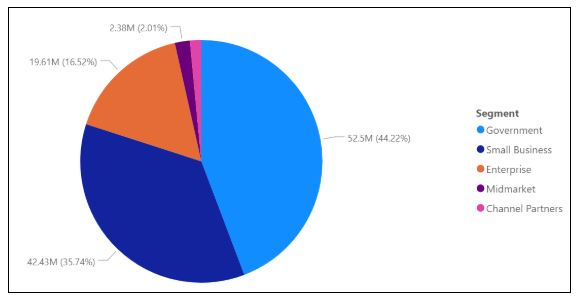 2.38M (2.01%)
19.61M (16.52%)
52.5M (44.22%)
42.43M (35.74%)
Segment
Government
Small Business
Enterprise
Midmarket
Channel Partners